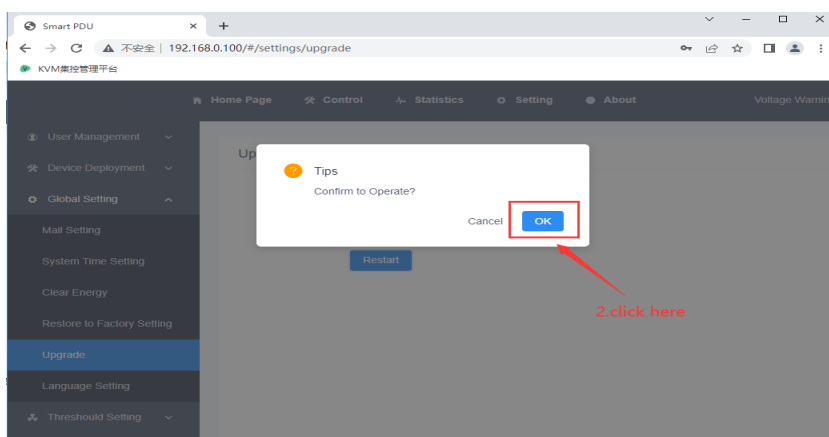 Smart PDU
不安全 | 192.168.0.100/#/settings/upgrade
KVM集控管理平台
Home Page Control Statistics Setting About Voltage Warnin
User Management
Device Deployment
Global Setting
Mail Setting
System Time Setting
Clear Energy
Restore to Factory Setting
Upgrade
Language Setting
Threshould Setting
Up
Tips
Confirm to Operate?
Cancel OK
Restart
2.click here